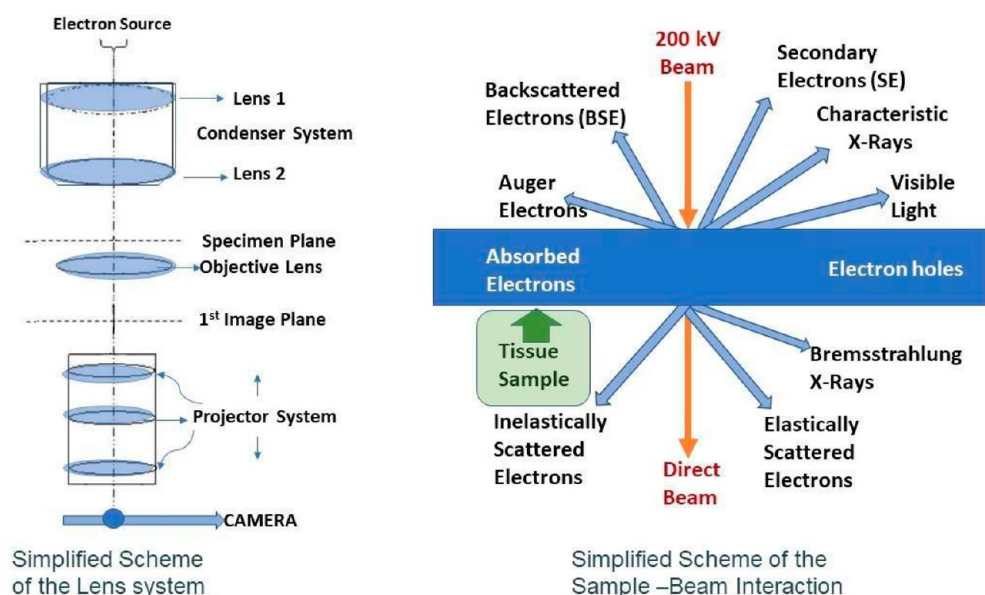 Electron Source
Lens 1
Condenser System
Lens 2
Specimen Plane
Objective Lens
1st Image Plane
Projector System
CAMERA
Simplified Scheme
of the Lens system
200 kV
Beam
Secondary
Electrons (SE)
Backscattered
Electrons (BSE)
Characteristic
X-Rays
Auger
Electrons
Visible
Light
Absorbed
Electrons
Electron holes
Tissue
Sample
Bremsstrahlung
X-Rays
Inelastically
Scattered
Electrons
Direct
Beam
Elastically
Scattered
Electrons
Simplified Scheme of the
Sample –Beam Interaction